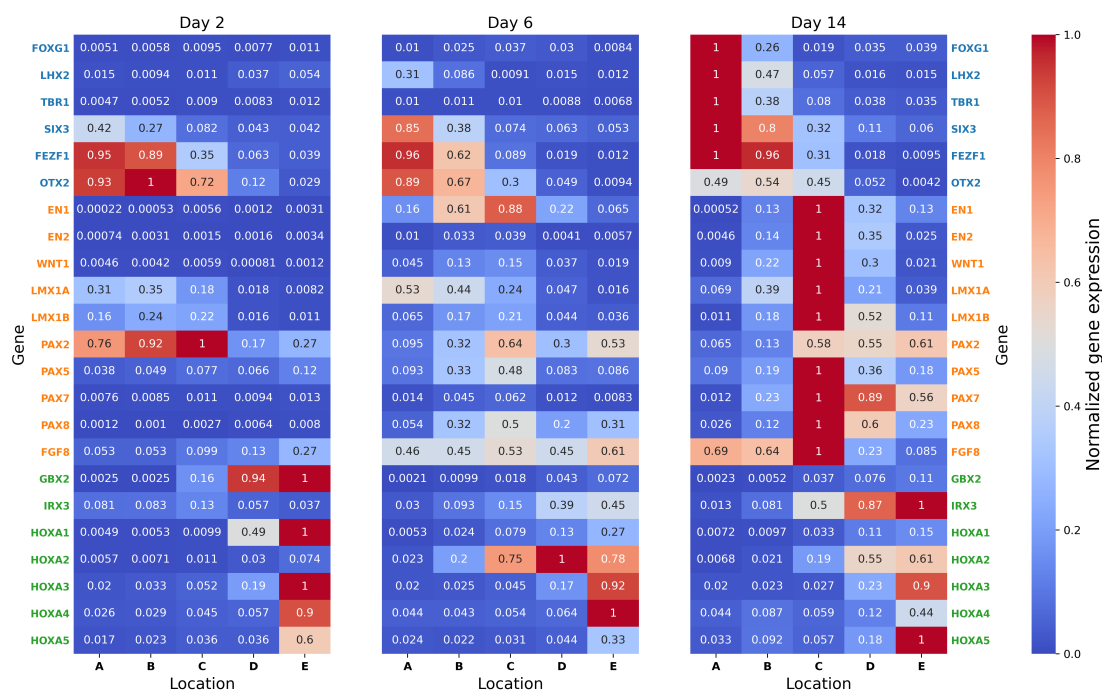 Day 2 Day 6 Day 14
FOXG1 0.0051 0.0058 0.0095 0.0077 0.011 0.01 0.025 0.037 0.03 0.0084 1 0.26 0.019 0.035 0.039 FOXG1
LHX2 0.015 0.0094 0.011 0.037 0.054 0.31 0.086 0.0091 0.015 0.012 1 0.47 0.057 0.016 0.015 LHX2
TBR1 0.0047 0.0052 0.009 0.0083 0.012 0.01 0.011 0.01 0.0088 0.0068 1 0.38 0.08 0.038 0.035 TBR1
SIX3 0.42 0.27 0.082 0.043 0.042 0.85 0.38 0.074 0.063 0.053 1 0.8 0.32 0.11 0.06 SIX3
FEZF1 0.95 0.89 0.35 0.063 0.039 0.96 0.62 0.089 0.019 0.012 1 0.96 0.31 0.018 0.0095 FEZF1
OTX2 0.93 1 0.72 0.12 0.029 0.89 0.67 0.3 0.049 0.0094 0.49 0.54 0.45 0.052 0.0042 OTX2
EN1 0.00022 0.00053 0.0056 0.0012 0.0031 0.16 0.61 0.88 0.22 0.065 0.00052 0.13 1 0.32 0.13 EN1
EN2 0.00074 0.0031 0.0015 0.0016 0.0034 0.01 0.033 0.039 0.0041 0.0057 0.0046 0.14 1 0.35 0.025 EN2
WNT1 0.0046 0.0042 0.0059 0.00081 0.0012 0.045 0.13 0.15 0.037 0.019 0.009 0.22 1 0.3 0.021 WNT1
LMX1A 0.31 0.35 0.18 0.018 0.0082 0.53 0.44 0.24 0.047 0.016 0.069 0.39 1 0.21 0.039 LMX1A
LMX1B 0.16 0.24 0.22 0.016 0.011 0.065 0.17 0.21 0.044 0.036 0.011 0.18 1 0.52 0.11 LMX1B
PAX2 0.76 0.92 1 0.17 0.27 0.095 0.32 0.64 0.3 0.53 0.065 0.13 0.58 0.55 0.61 PAX2
PAX5 0.038 0.049 0.077 0.066 0.12 0.093 0.33 0.48 0.083 0.086 0.09 0.19 1 0.36 0.18 PAX5
PAX7 0.0076 0.0085 0.011 0.0094 0.013 0.014 0.045 0.062 0.012 0.0083 0.012 0.23 1 0.89 0.56 PAX7
PAX8 0.0012 0.001 0.0027 0.0064 0.008 0.054 0.32 0.5 0.2 0.31 0.026 0.12 1 0.6 0.23 PAX8
FGF8 0.053 0.053 0.099 0.13 0.27 0.46 0.45 0.53 0.45 0.61 0.69 0.64 1 0.23 0.085 FGF8
GBX2 0.0025 0.0025 0.16 0.94 1 0.0021 0.0099 0.018 0.043 0.072 0.0023 0.0052 0.037 0.076 0.11 GBX2
IRX3 0.081 0.083 0.13 0.057 0.037 0.03 0.093 0.15 0.39 0.45 0.013 0.081 0.5 0.87 1 IRX3
HOXA1 0.0049 0.0053 0.0099 0.49 1 0.0053 0.024 0.079 0.13 0.27 0.0072 0.0097 0.033 0.11 0.15 HOXA1
HOXA2 0.0057 0.0071 0.011 0.03 0.074 0.023 0.2 0.75 1 0.78 0.0068 0.021 0.19 0.55 0.61 HOXA2
HOXA3 0.02 0.033 0.052 0.19 1 0.02 0.025 0.045 0.17 0.92 0.02 0.023 0.027 0.23 0.9 HOXA3
HOXA4 0.026 0.029 0.045 0.057 0.9 0.044 0.043 0.054 0.064 1 0.044 0.087 0.059 0.12 0.44 HOXA4
HOXA5 0.017 0.023 0.036 0.036 0.6 0.024 0.022 0.031 0.044 0.33 0.033 0.092 0.057 0.18 1 HOXA5
A B C D E A B C D E A B C D E
Location Location Location
Gene
Gene
1.0
0.8
0.6
0.4
0.2
0.0
Normalized gene expression